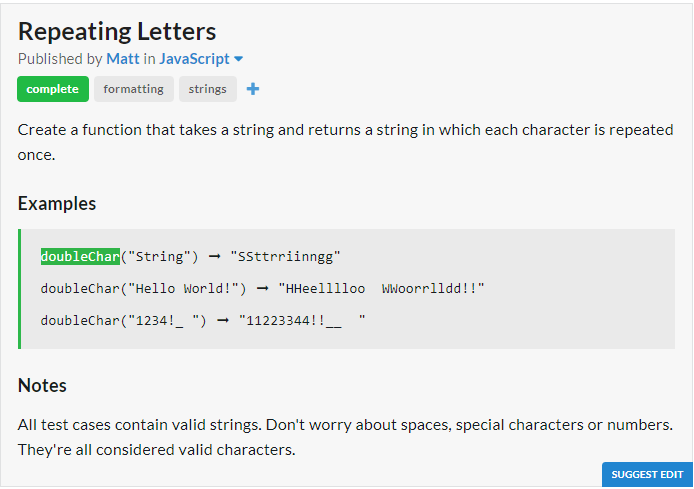 Repeating Letters
Published by Matt in JavaScript
complete formatting strings +
Create a function that takes a string and returns a string in which each character is repeated
once.
Examples
doubleChar("String") ➞ "SSttrriinngg"
doubleChar("Hello World!") ➞ "HHeelllloo  WWoorrlldd!!"
doubleChar("1234!_ ") ➞ "11223344!!__  "
Notes
All test cases contain valid strings. Don't worry about spaces, special characters or numbers.
They're all considered valid characters.
SUGGEST EDIT